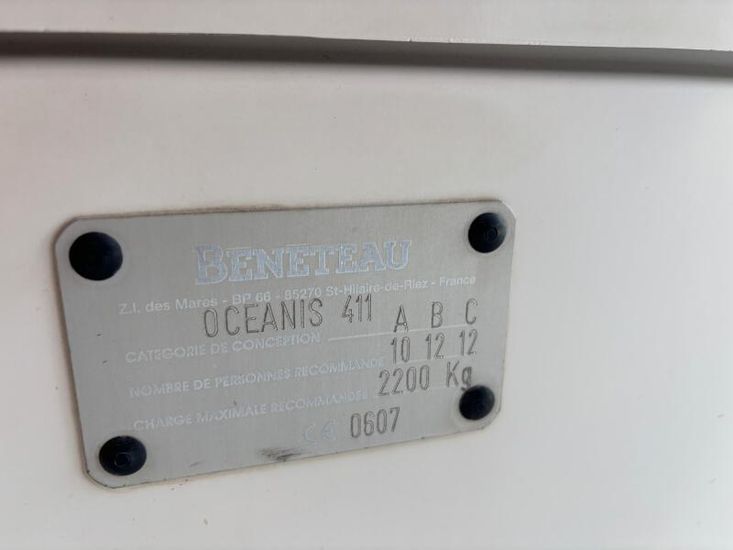 BENETEAU
Z.I. des Mares - BP 66 - 85270 St-Hilaire-de-Riez - France
OCEANIS 411
CATEGORIE DE CONCEPTION A B C
NOMBRE DE PERSONNES RECOMMANDE 10 12 12
CHARGE MAXIMALE RECOMMANDEE 2200 Kg
CE 0607